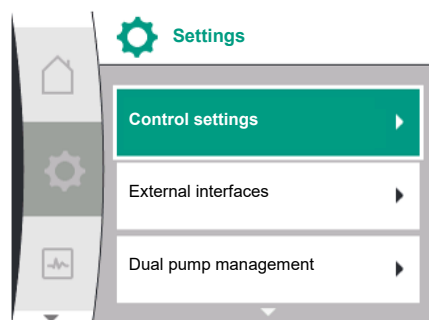 Settings
Control settings
External interfaces
Dual pump management